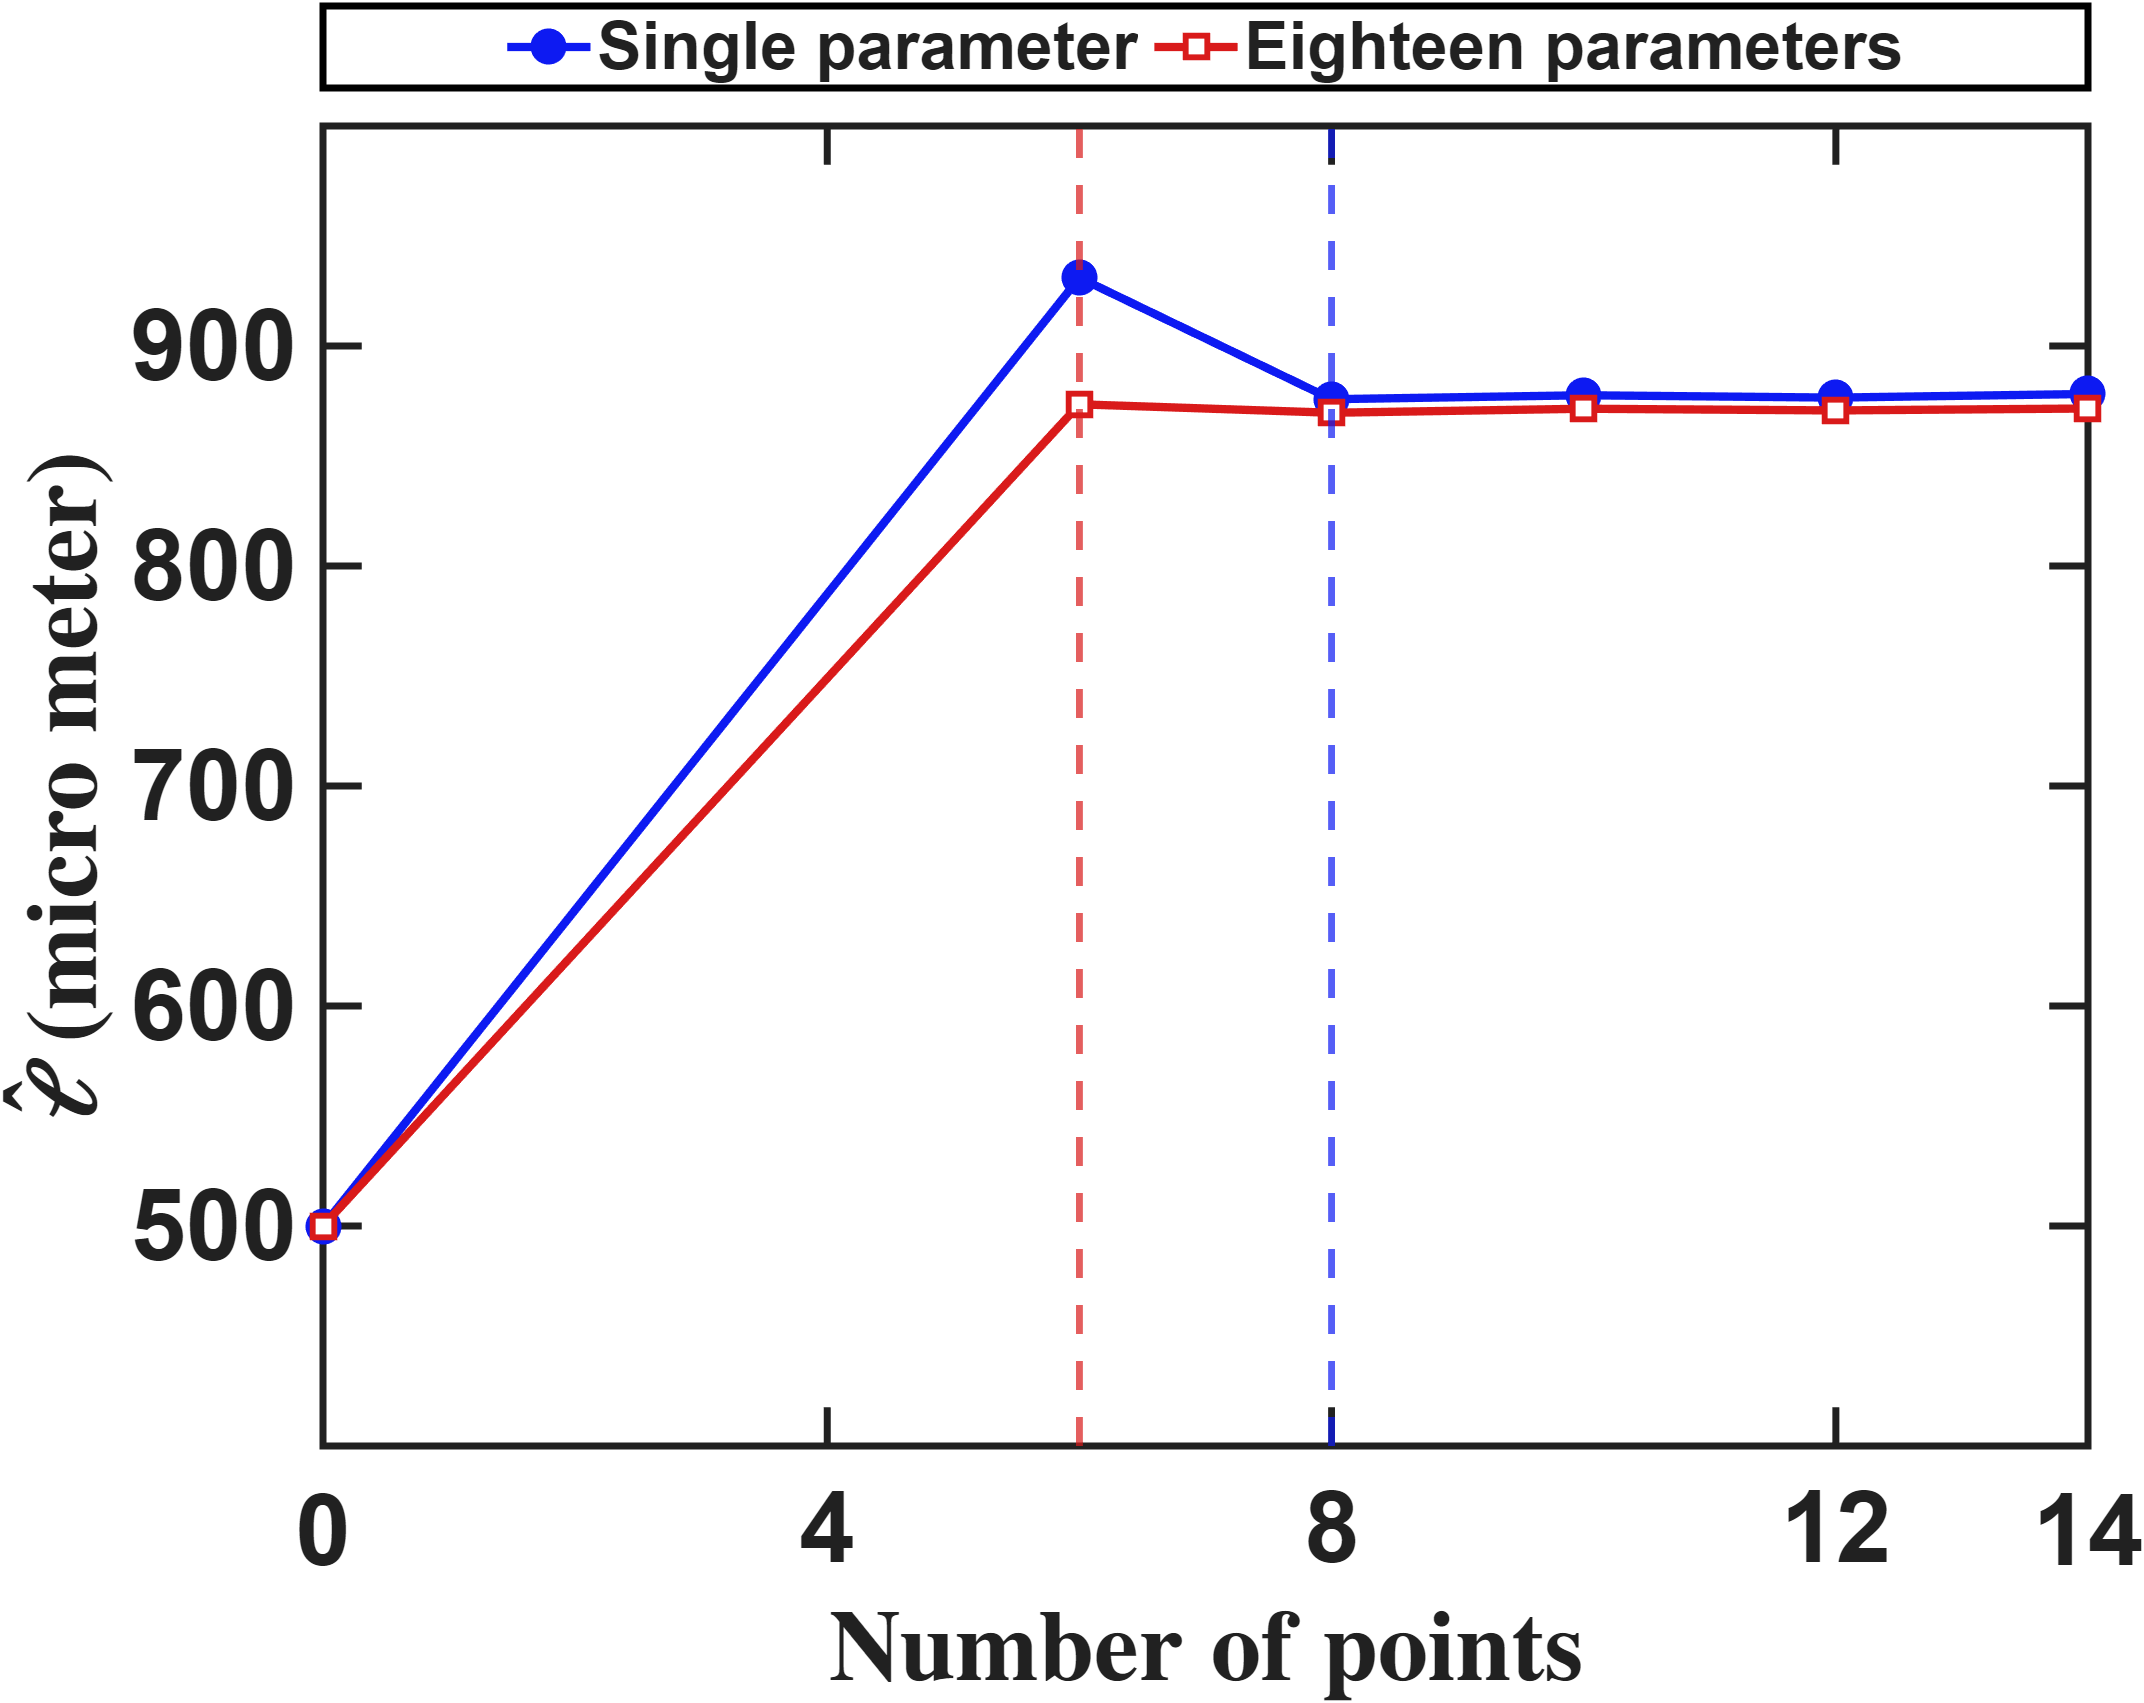 Single parameter Eighteen parameters
900
800
700
600
500
ℓ̂ (micro meter)
0 4 8 12 14
Number of points